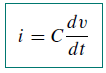 i = C dv/dt